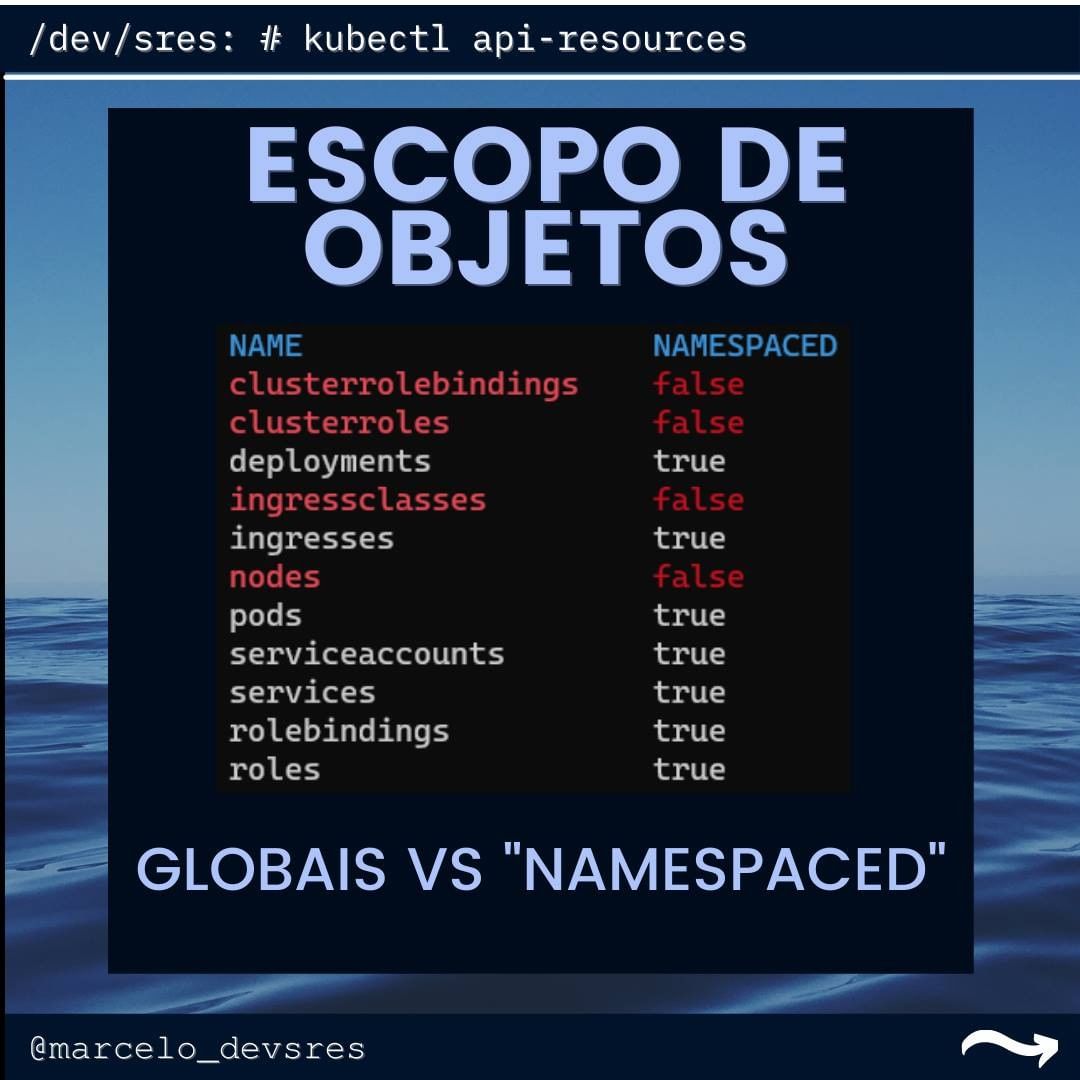 /dev/sres: # kubectl api-resources
ESCOPO DE
OBJETOS
NAME NAMESPACED
clusterrolebindings false
clusterroles false
deployments true
ingressclasses false
ingresses true
nodes false
pods true
serviceaccounts true
services true
rolebindings true
roles true
GLOBAIS VS "NAMESPACED"
@marcelo_devsres